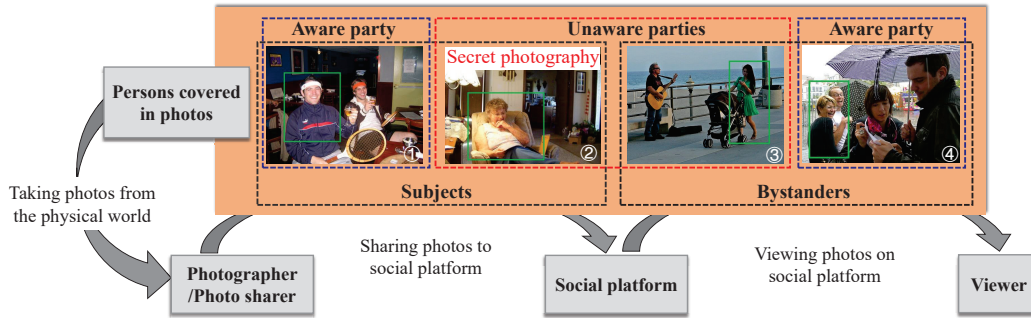 Aware party
Unaware parties
Aware party
Secret photography
Persons covered
in photos
①
②
③
④
Subjects
Bystanders
Taking photos from
the physical world
Sharing photos to
social platform
Viewing photos on
social platform
Photographer
/Photo sharer
Social platform
Viewer